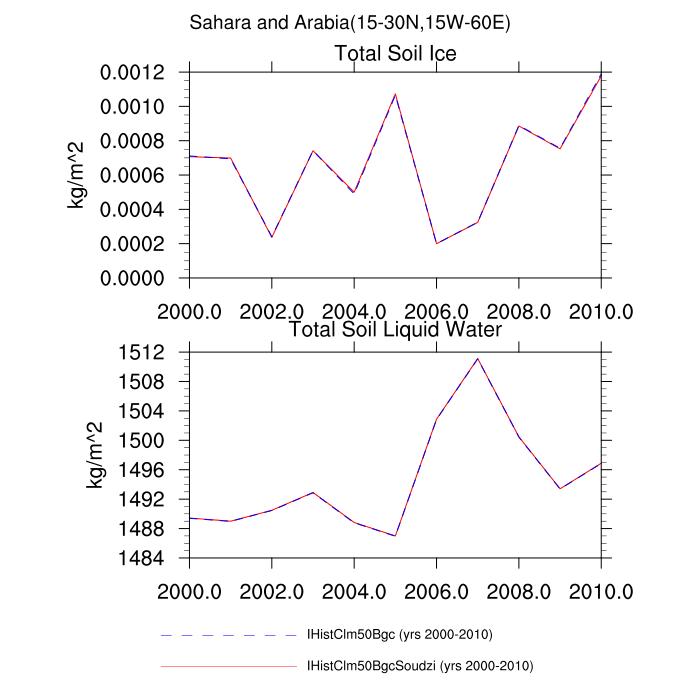 Sahara and Arabia(15-30N,15W-60E)
Total Soil Ice
0.0012
0.0010
0.0008
0.0006
0.0004
0.0002
0.0000
kg/m^2
2000.0 2002.0 2004.0 2006.0 2008.0 2010.0
Total Soil Liquid Water
1512
1508
1504
1500
1496
1492
1488
1484
kg/m^2
2000.0 2002.0 2004.0 2006.0 2008.0 2010.0
IHistClm50Bgc (yrs 2000-2010)
IHistClm50BgcSoudzi (yrs 2000-2010)